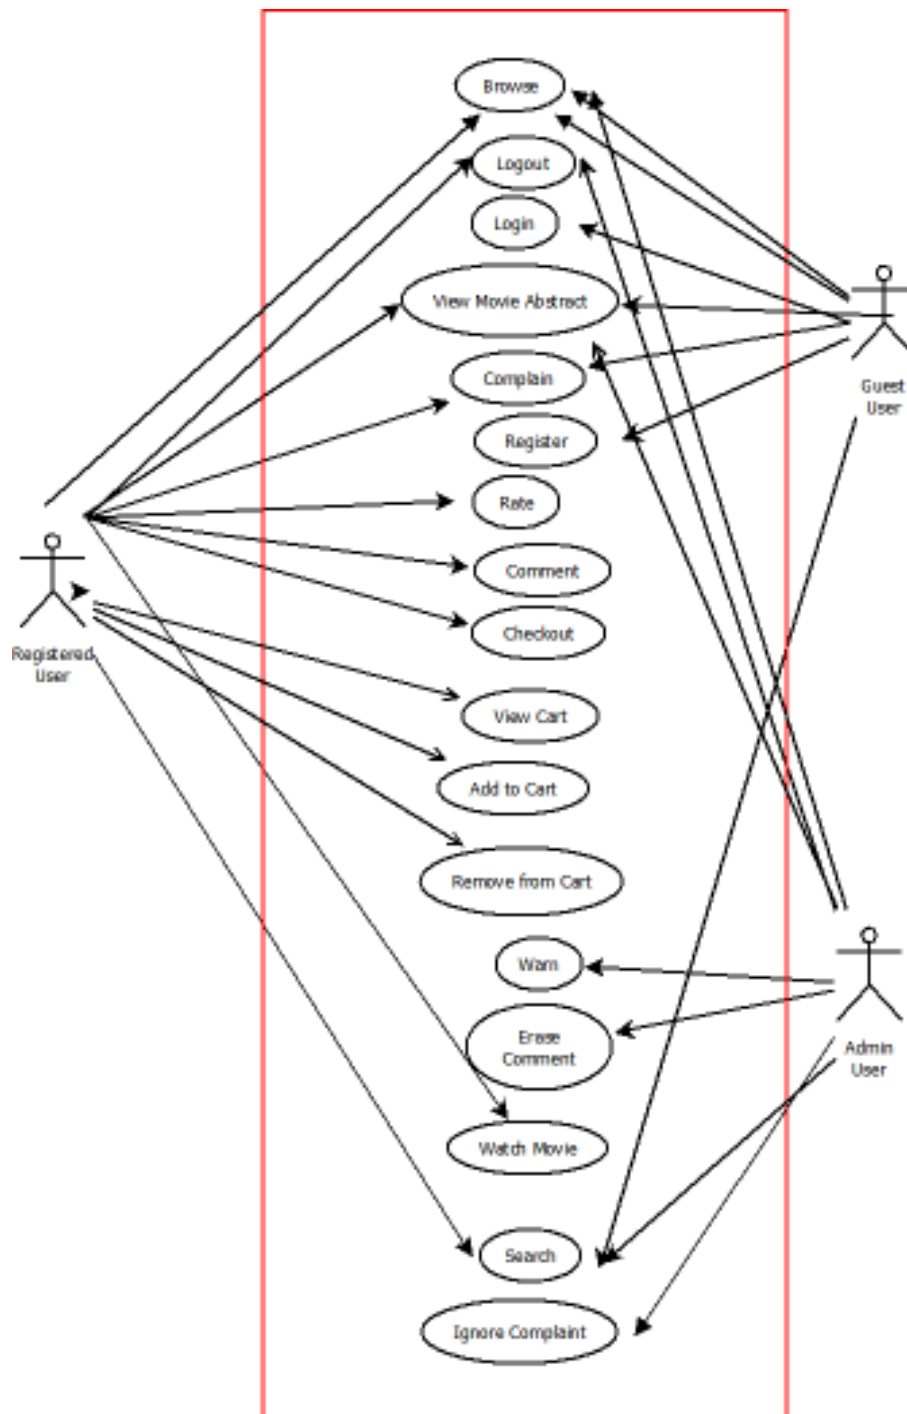 Browse
Logout
Login
View Movie Abstract
Complain
Guest
User
Register
Rate
Comment
Checkout
Registered
User
View Cart
Add to Cart
Remove from Cart
Warn
Erase
Comment
Admin
User
Watch Movie
Search
Ignore Complaint